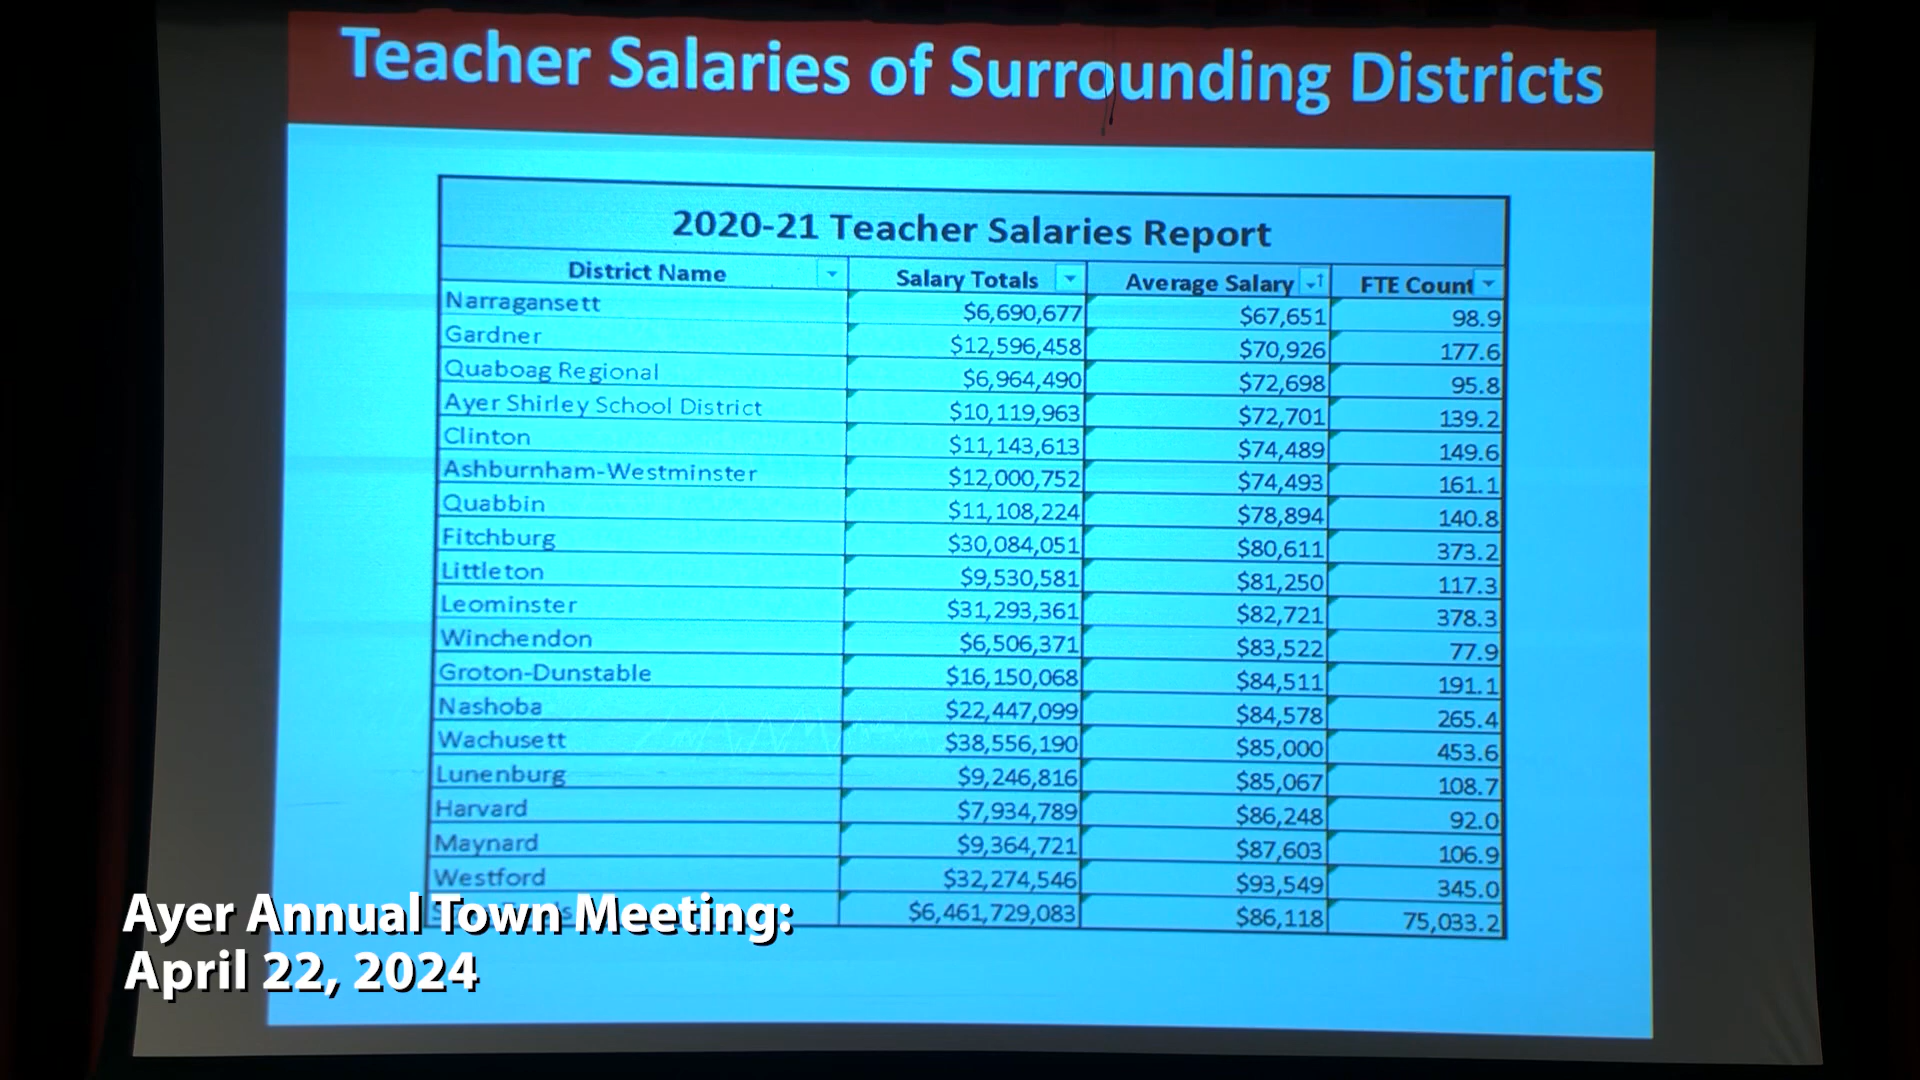 Teacher Salaries of Surrounding Districts
2020-21 Teacher Salaries Report
District Name Salary Totals Average Salary FTE Count
Narragansett $6,690,677 $67,651 98.9
Gardner $12,596,458 $70,926 177.6
Quaboag Regional $6,964,490 $72,698 95.8
Ayer Shirley School District $10,119,963 $72,701 139.2
Clinton $11,143,613 $74,489 149.6
Ashburnham-Westminster $12,000,752 $74,493 161.1
Quabbin $11,108,224 $78,894 140.8
Fitchburg $30,084,051 $80,611 373.2
Littleton $9,530,581 $81,250 117.3
Leominster $31,293,361 $82,721 378.3
Winchendon $6,506,371 $83,522 77.9
Groton-Dunstable $16,150,068 $84,511 191.1
Nashoba $22,447,099 $84,578 265.4
Wachusett $38,556,190 $85,000 453.6
Lunenburg $9,246,816 $85,067 108.7
Harvard $7,934,789 $86,248 92.0
Maynard $9,364,721 $87,603 106.9
Westford $32,274,546 $93,549 345.0
$6,461,729,083 $86,118 75,033.2
Ayer Annual Town Meeting:
April 22, 2024